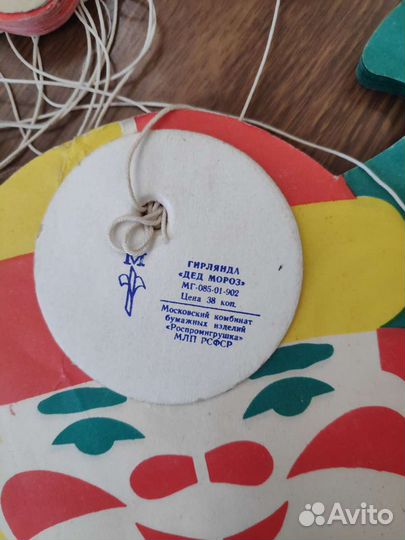 М
ГИРЛЯНДА
«ДЕД МОРОЗ»
МГ-085-01-902
Цена 38 коп.
Московский комбинат
бумажных изделий
«Роспромигрушка»
МЛП РСФСР
Avito